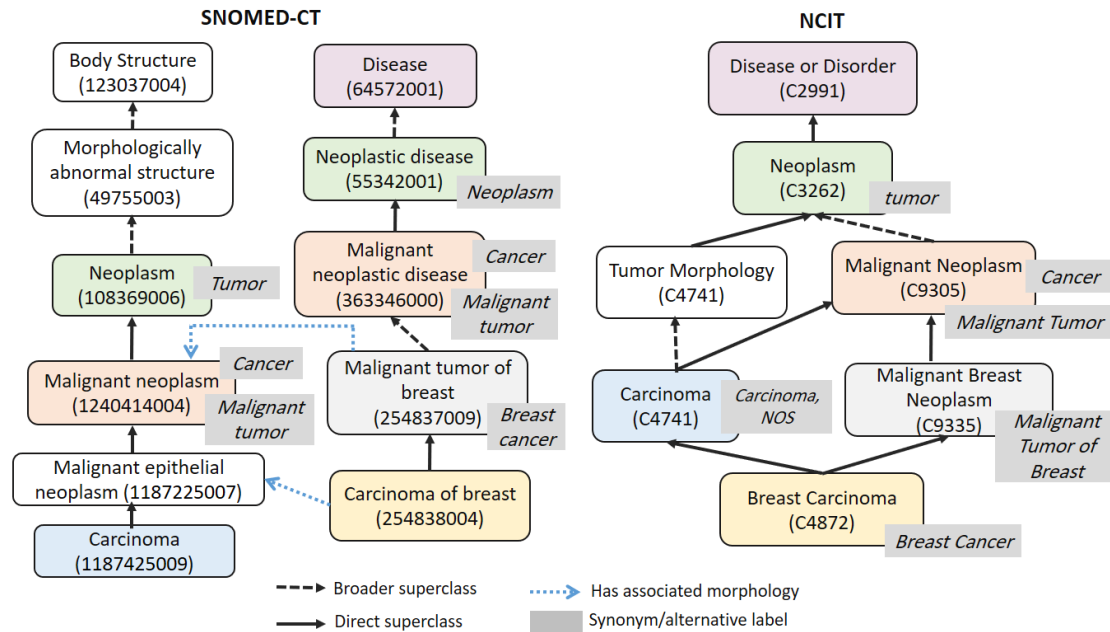 SNOMED-CT
Body Structure
(123037004)
Morphologically
abnormal structure
(49755003)
Neoplasm
(108369006)
Tumor
Malignant neoplasm
(1240414004)
Cancer
Malignant
tumor
Malignant epithelial
neoplasm (1187225007)
Carcinoma
(1187425009)
Disease
(64572001)
Neoplastic disease
(55342001)
Neoplasm
Malignant
neoplastic disease
(363346000)
Cancer
Malignant
tumor
Malignant tumor of
breast
(254837009)
Breast
cancer
Carcinoma of breast
(254838004)
NCIT
Disease or Disorder
(C2991)
Neoplasm
(C3262)
tumor
Tumor Morphology
(C4741)
Malignant Neoplasm
(C9305)
Cancer
Malignant Tumor
Carcinoma
(C4741)
Carcinoma,
NOS
Malignant Breast
Neoplasm
(C9335)
Malignant
Tumor of
Breast
Breast Carcinoma
(C4872)
Breast Cancer
Broader superclass
Has associated morphology
Direct superclass
Synonym/alternative label